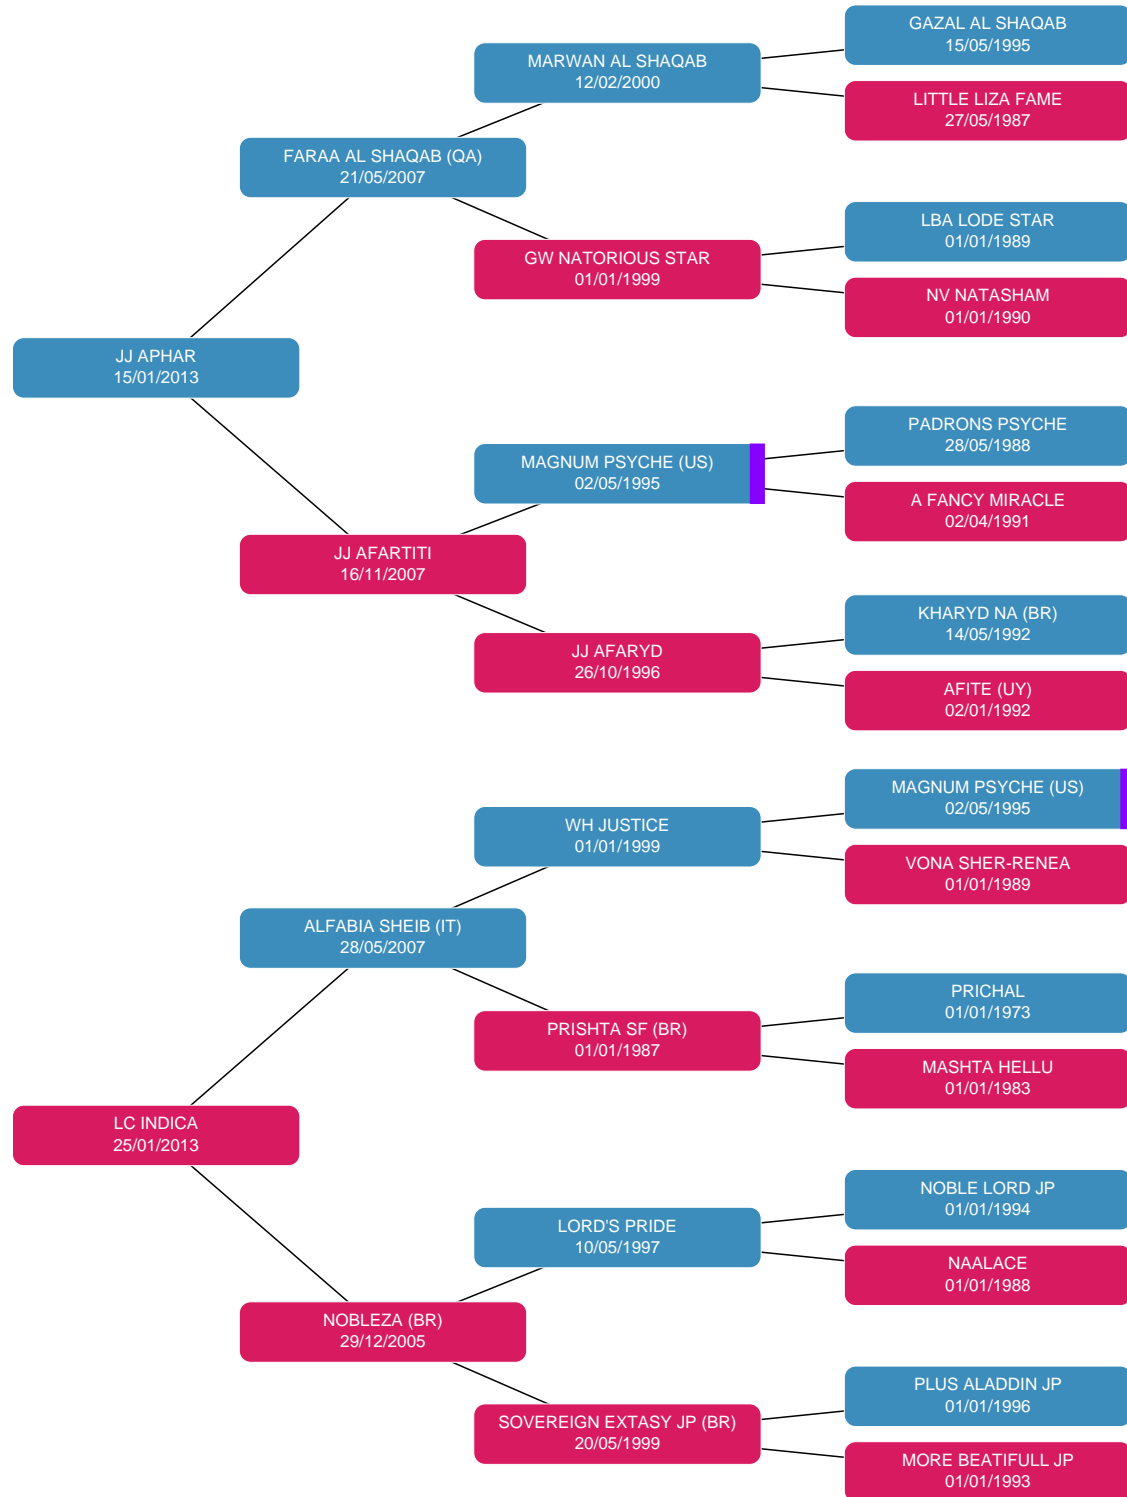 GAZAL AL SHAQAB
15/05/1995
MARWAN AL SHAQAB
12/02/2000
LITTLE LIZA FAME
27/05/1987
FARAA AL SHAQAB (QA)
21/05/2007
LBA LODE STAR
01/01/1989
GW NATORIOUS STAR
01/01/1999
NV NATASHAM
01/01/1990
JJ APHAR
15/01/2013
PADRONS PSYCHE
28/05/1988
MAGNUM PSYCHE (US)
02/05/1995
A FANCY MIRACLE
02/04/1991
JJ AFARTITI
16/11/2007
KHARYD NA (BR)
14/05/1992
JJ AFARYD
26/10/1996
AFITE (UY)
02/01/1992
MAGNUM PSYCHE (US)
02/05/1995
WH JUSTICE
01/01/1999
VONA SHER-RENEA
01/01/1989
ALFABIA SHEIB (IT)
28/05/2007
PRICHAL
01/01/1973
PRISHTA SF (BR)
01/01/1987
MASHTA HELLU
01/01/1983
LC INDICA
25/01/2013
NOBLE LORD JP
01/01/1994
LORD'S PRIDE
10/05/1997
NAALACE
01/01/1988
NOBLEZA (BR)
29/12/2005
PLUS ALADDIN JP
01/01/1996
SOVEREIGN EXTASY JP (BR)
20/05/1999
MORE BEATIFULL JP
01/01/1993